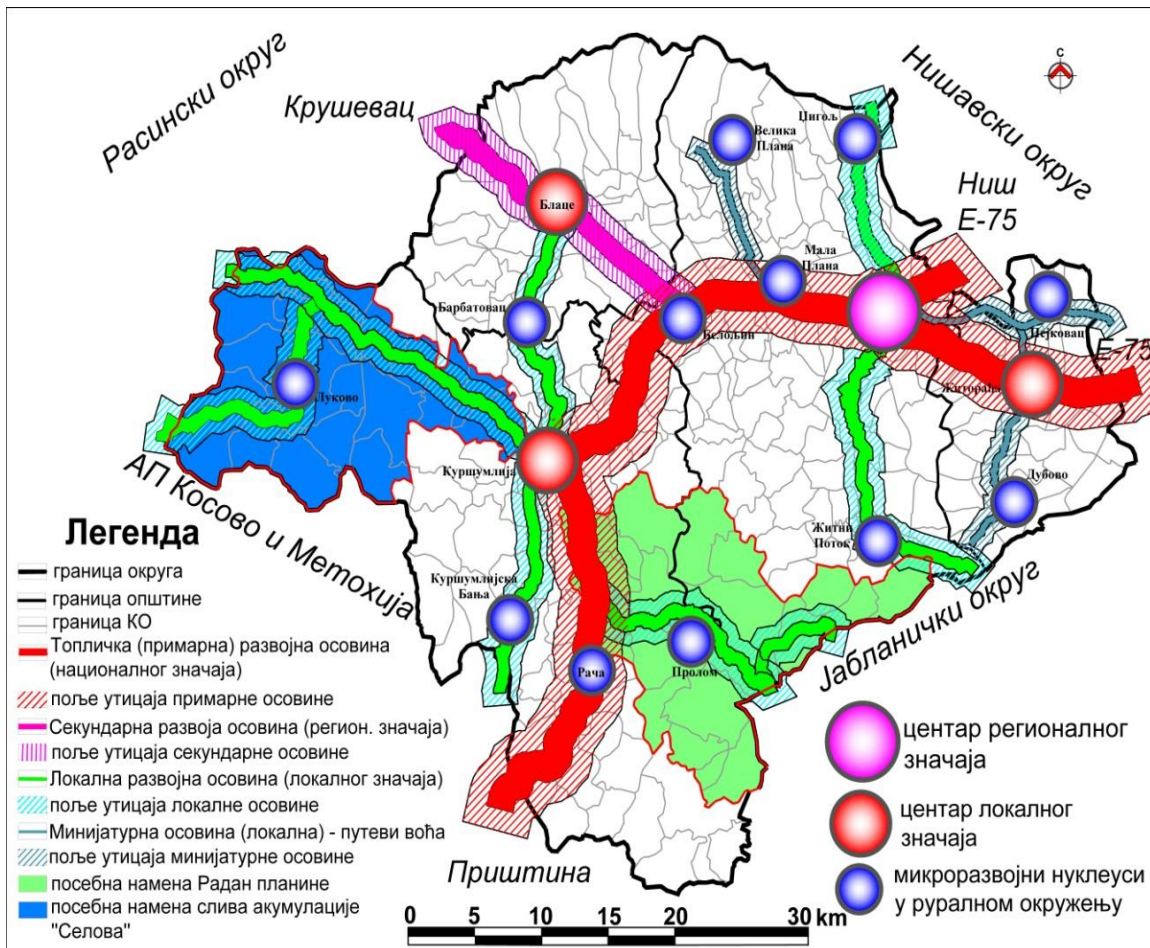 Расински округ
Крушевац
Нишавски округ
Ниш
Е-75
с
Велика
Плана
Џигољ
Блаце
Мала
Плана
Барбатовац
Белољин
Пејковац
Е-75
Житорађа
Луково
Куршумлија
Дубово
Житни
Поток
АП Косово и Метохија
Куршумлијска
Бања
Рача
Пролом
Јабланички округ
Приштина
Легенда
граница округа
граница општине
граница КО
Топличка (примарна) развојна осовина
(националног значаја)
поље утицаја примарне осовине
Секундарна развоја осовина (регион. значаја)
поље утицаја секундарне осовине
Локална развојна осовина (локалног значаја)
поље утицаја локалне осовине
Минијатурна осовина (локална) - путеви воћа
поље утицаја минијатурне осовине
посебна намена Радан планине
посебна намена слива акумулације
"Селова"
центар регионалног
значаја
центар локалног
значаја
микроразвојни нуклеуси
у руралном окружењу
0 5 10 15 20 30 km